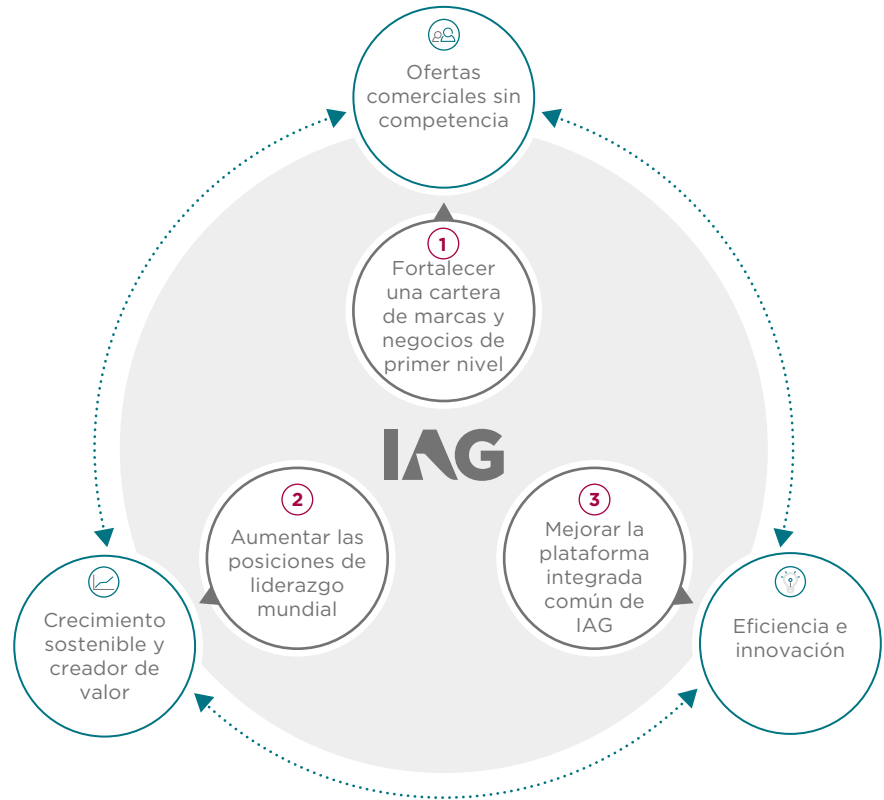 Ofertas
comerciales sin
competencia
1
Fortalecer
una cartera
de marcas y
negocios de
primer nivel
IAG
2
Aumentar las
posiciones de
liderazgo
mundial
3
Mejorar la
plataforma
integrada
común de
IAG
Crecimiento
sostenible y
creador de
valor
Eficiencia e
innovación